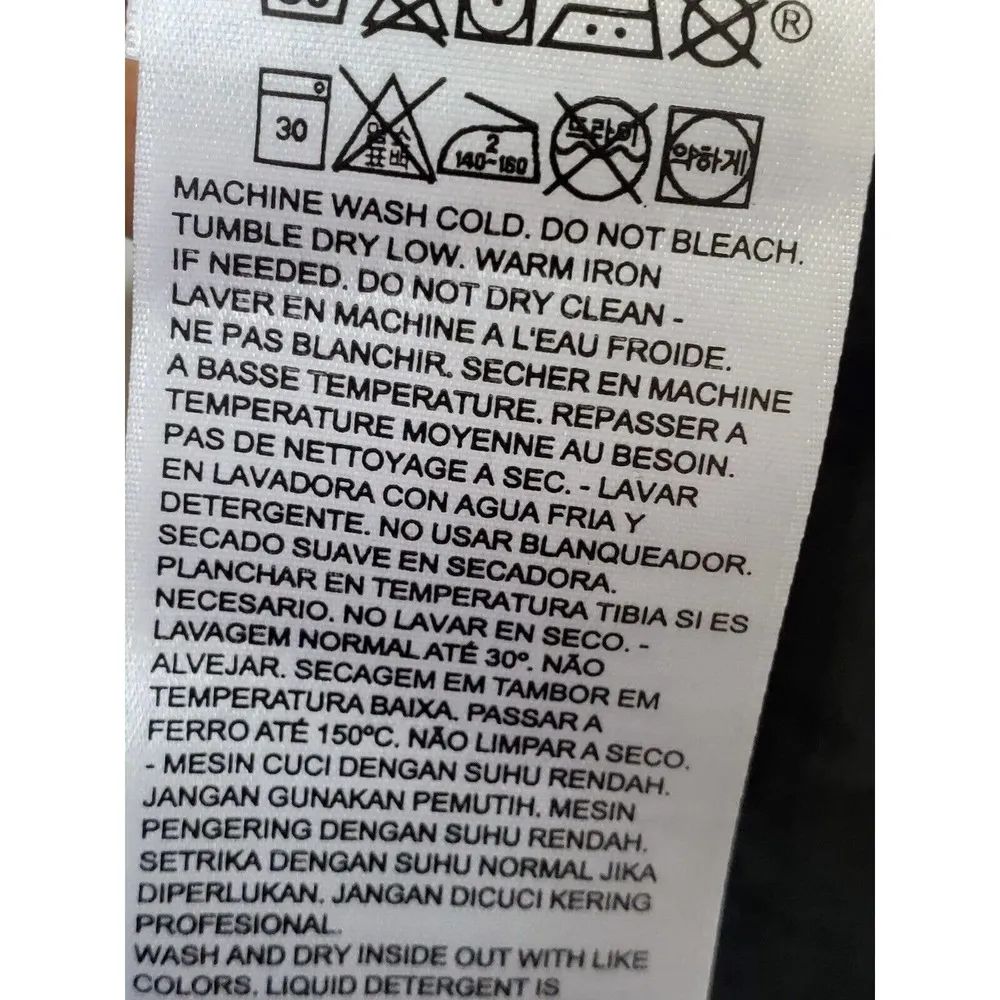 ®
30
염소
표백
2
140~160
드라이
약하게
MACHINE WASH COLD. DO NOT BLEACH.
TUMBLE DRY LOW. WARM IRON
IF NEEDED. DO NOT DRY CLEAN -
LAVER EN MACHINE A L'EAU FROIDE.
NE PAS BLANCHIR. SECHER EN MACHINE
A BASSE TEMPERATURE. REPASSER A
TEMPERATURE MOYENNE AU BESOIN.
PAS DE NETTOYAGE A SEC. - LAVAR
EN LAVADORA CON AGUA FRIA Y
DETERGENTE. NO USAR BLANQUEADOR.
SECADO SUAVE EN SECADORA.
PLANCHAR EN TEMPERATURA TIBIA SI ES
NECESARIO. NO LAVAR EN SECO. -
LAVAGEM NORMAL ATÉ 30º. NÃO
ALVEJAR. SECAGEM EM TAMBOR EM
TEMPERATURA BAIXA. PASSAR A
FERRO ATÉ 150ºC. NÃO LIMPAR A SECO.
- MESIN CUCI DENGAN SUHU RENDAH.
JANGAN GUNAKAN PEMUTIH. MESIN
PENGERING DENGAN SUHU RENDAH.
SETRIKA DENGAN SUHU NORMAL JIKA
DIPERLUKAN. JANGAN DICUCI KERING
PROFESIONAL.
WASH AND DRY INSIDE OUT WITH LIKE
COLORS. LIQUID DETERGENT IS